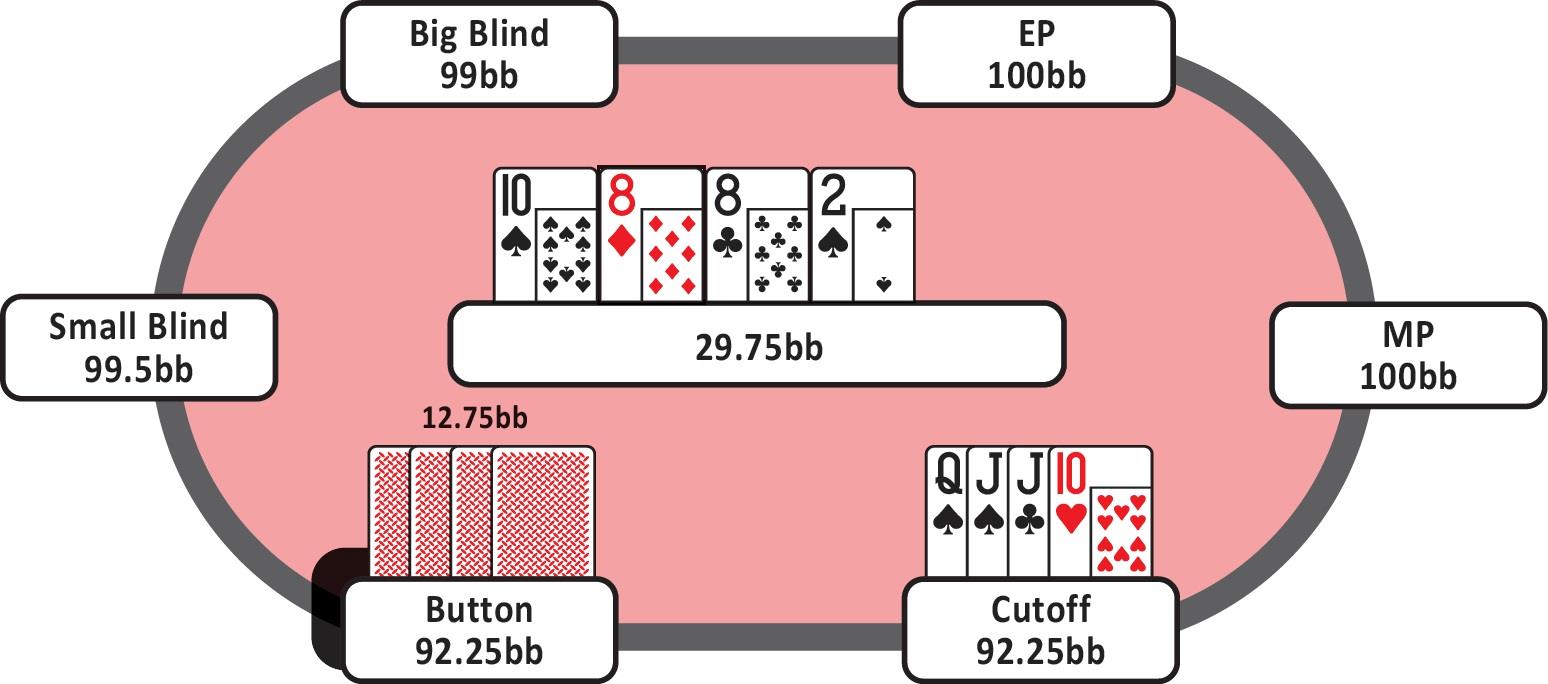 Big Blind
99bb
EP
100bb
10 8 8 2
Small Blind
99.5bb
29.75bb
MP
100bb
12.75bb
Q J J 10
Button
92.25bb
Cutoff
92.25bb